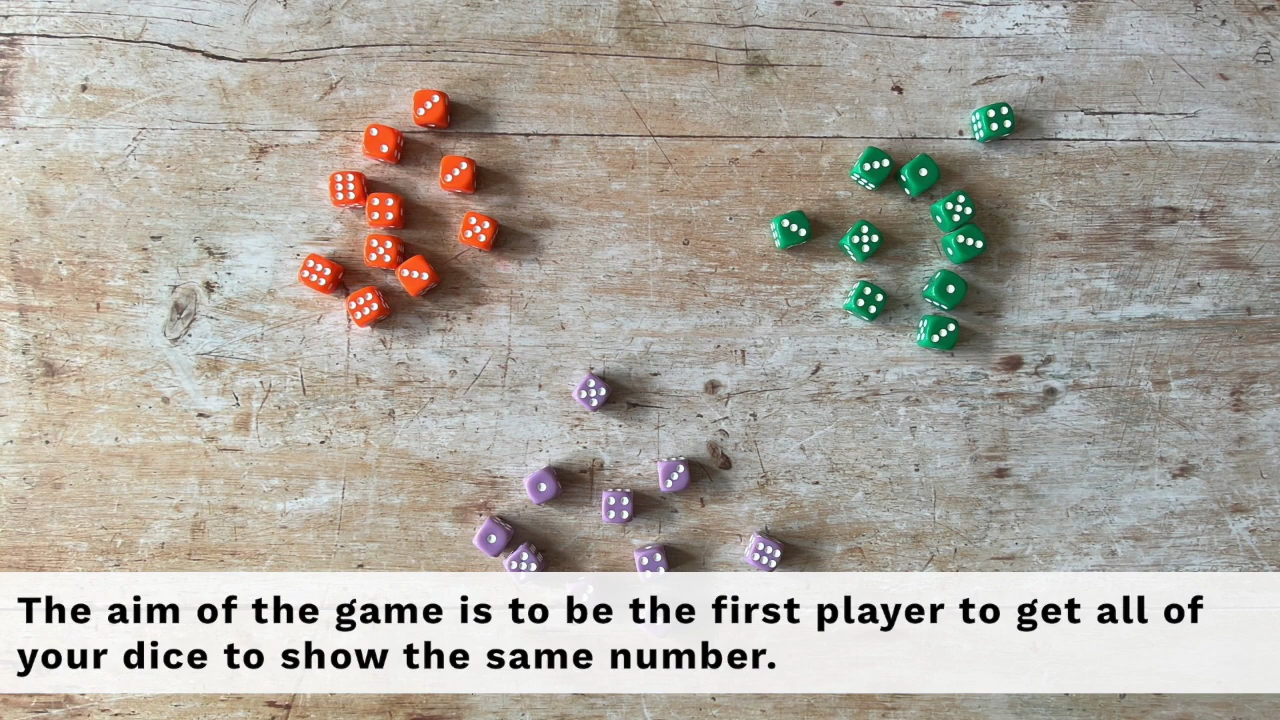 The aim of the game is to be the first player to get all of
your dice to show the same number.